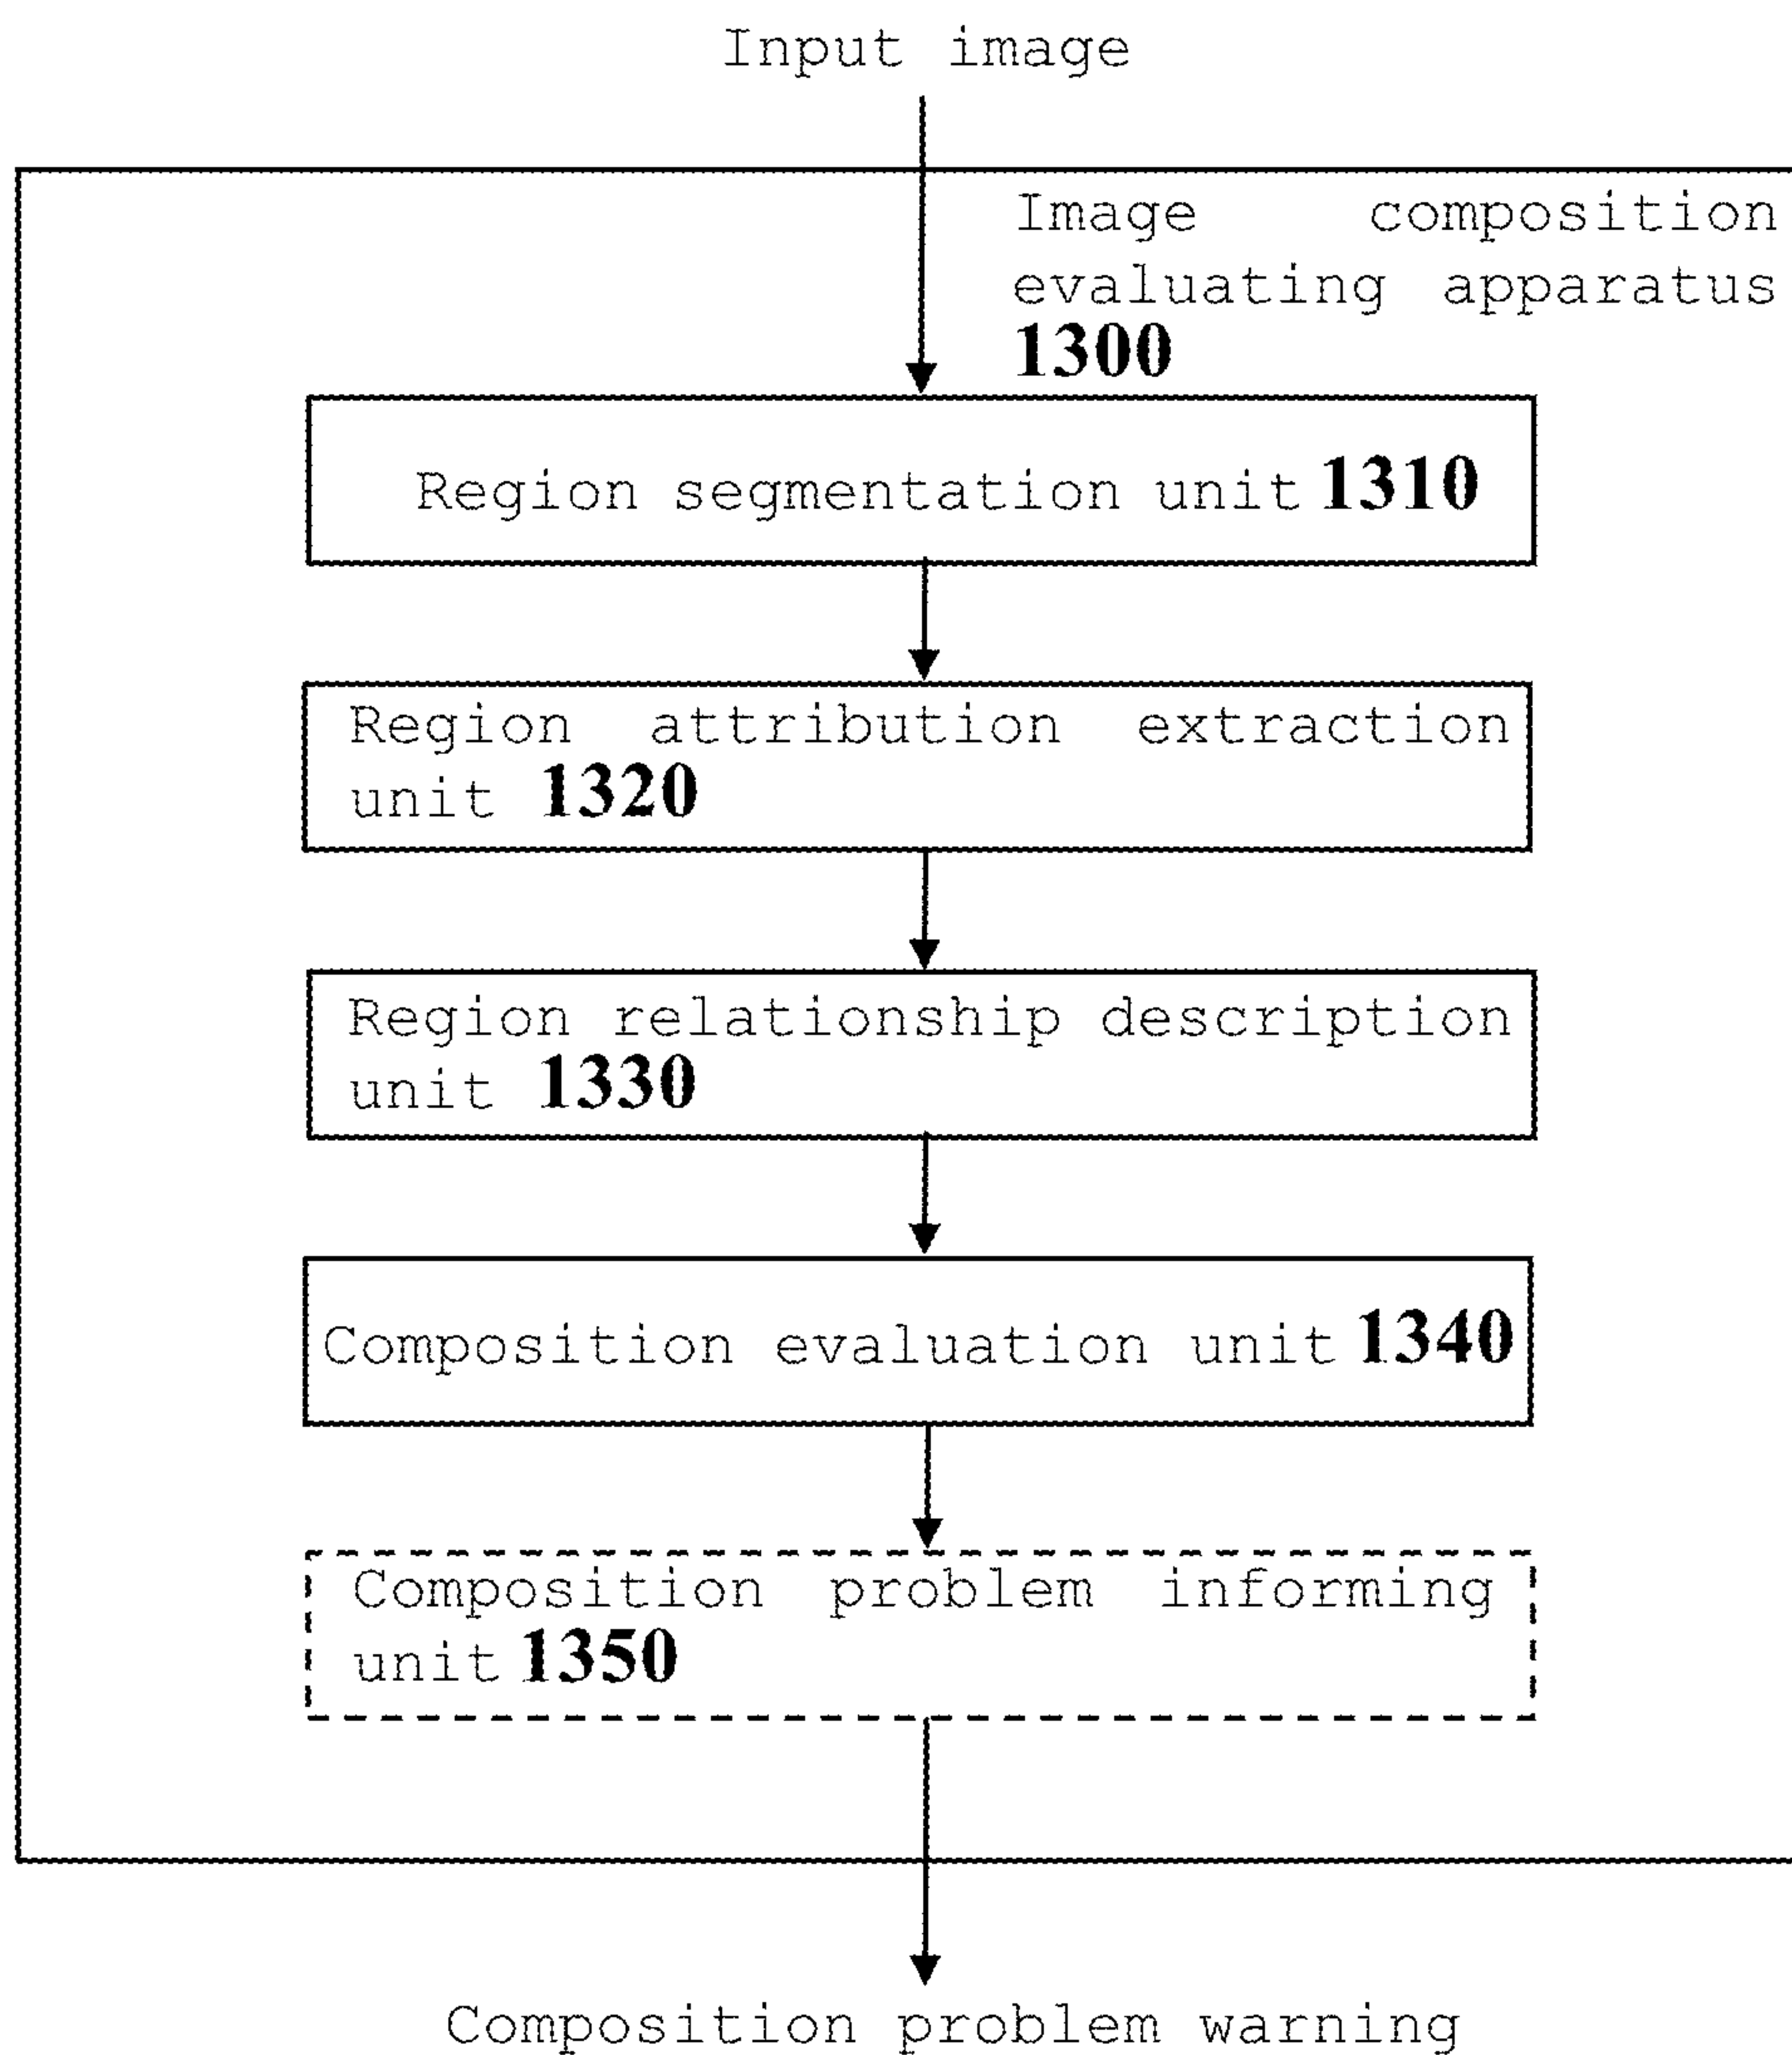 Input image
Image composition
evaluating apparatus
1300
Region segmentation unit 1310
Region attribution extraction
unit 1320
Region relationship description
unit 1330
Composition evaluation unit 1340
Composition problem informing
unit 1350
Composition problem warning